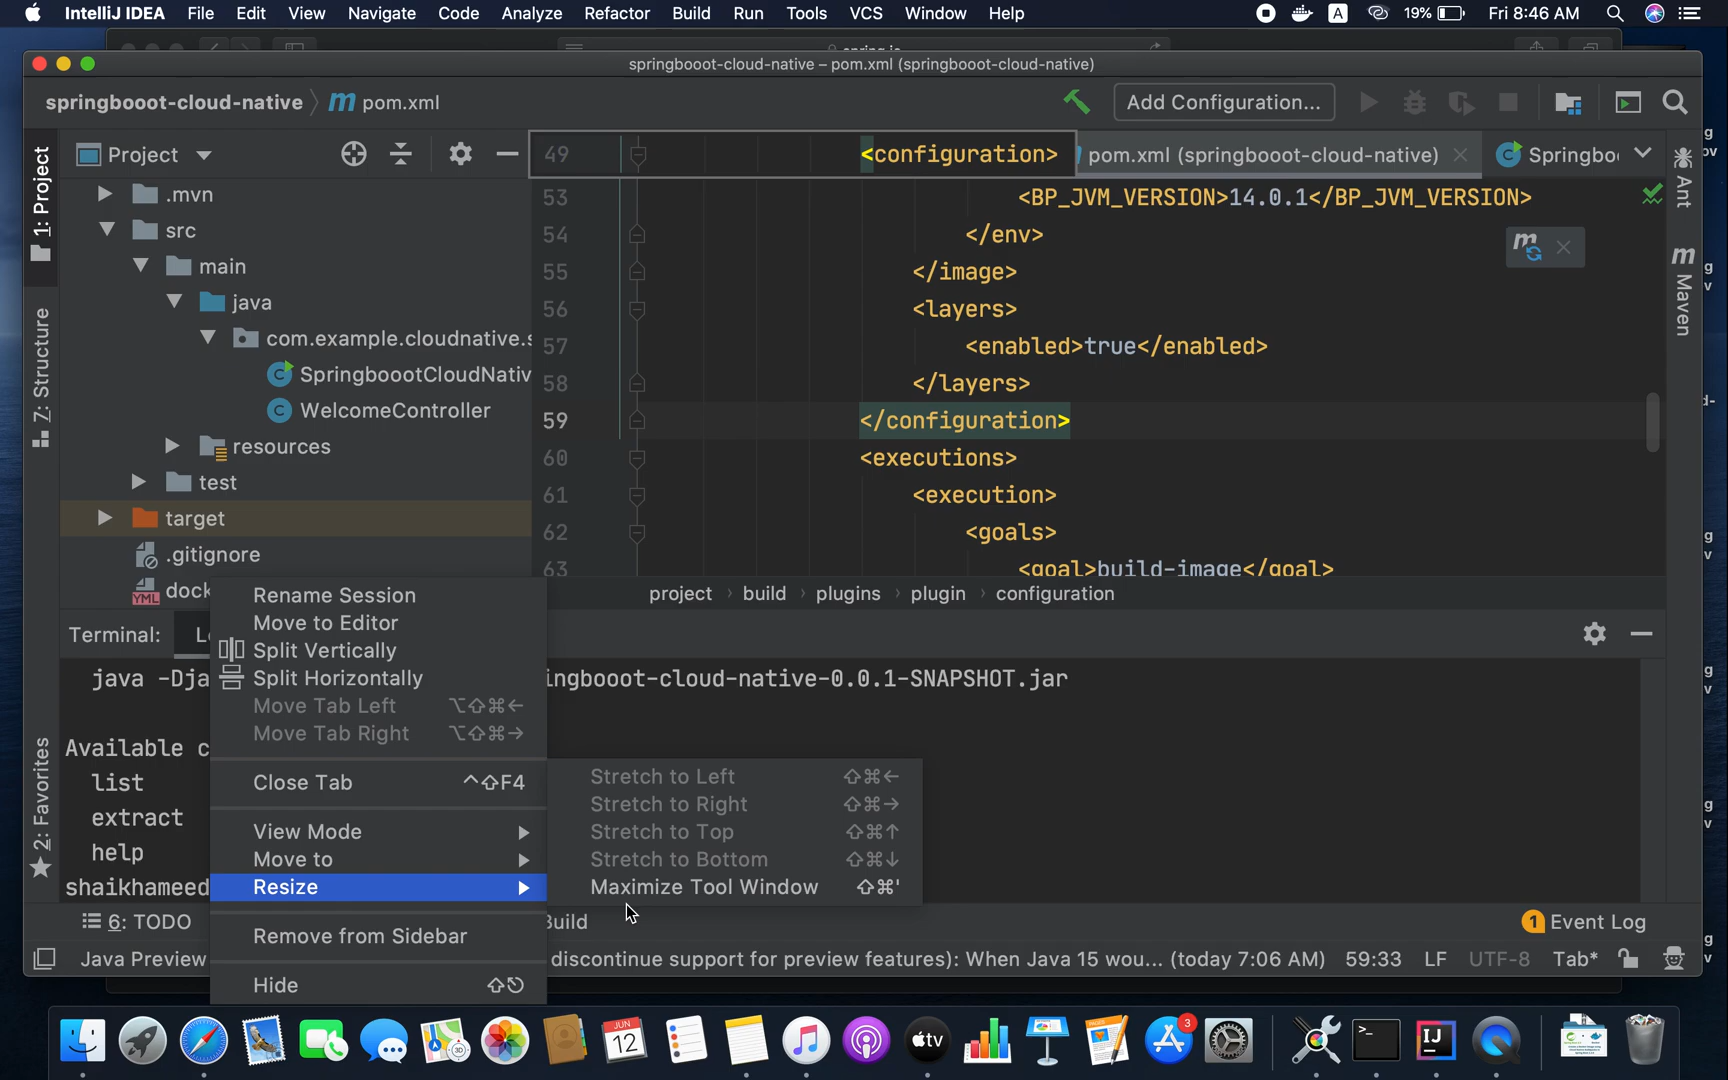 IntelliJ IDEA File Edit View Navigate Code Analyze Refactor Build Run Tools VCS Window Help A 19% Fri 8:46 AM
springbooot-cloud-native – pom.xml (springbooot-cloud-native)
springbooot-cloud-native m pom.xml Add Configuration...
1: Project
Z: Structure
2: Favorites
Project
.mvn
src
main
java
com.example.cloudnative.s
SpringboootCloudNativ
WelcomeController
resources
test
target
.gitignore
dock
pom.xml (springbooot-cloud-native) Springboo
49 <configuration>
53 <BP_JVM_VERSION>14.0.1</BP_JVM_VERSION>
54 </env>
55 </image>
56 <layers>
57 <enabled>true</enabled>
58 </layers>
59 </configuration>
60 <executions>
61 <execution>
62 <goals>
63 <goal>build-image</goal>
project › build › plugins › plugin › configuration
Ant
m Maven
Terminal: Lo
java -Dja
ingbooot-cloud-native-0.0.1-SNAPSHOT.jar
Available c
list
extract
help
shaikhameed
Rename Session
Move to Editor
Split Vertically
Split Horizontally
Move Tab Left ⌥⇧⌘←
Move Tab Right ⌥⇧⌘→
Close Tab ^⇧F4
View Mode
Move to
Resize
Remove from Sidebar
Hide ⇧⎋
Stretch to Left ⇧⌘←
Stretch to Right ⇧⌘→
Stretch to Top ⇧⌘↑
Stretch to Bottom ⇧⌘↓
Maximize Tool Window ⇧⌘'
6: TODO Build 1 Event Log
Java Preview discontinue support for preview features): When Java 15 wou... (today 7:06 AM) 59:33 LF UTF-8 Tab*
JUN
12
tv
3
IJ